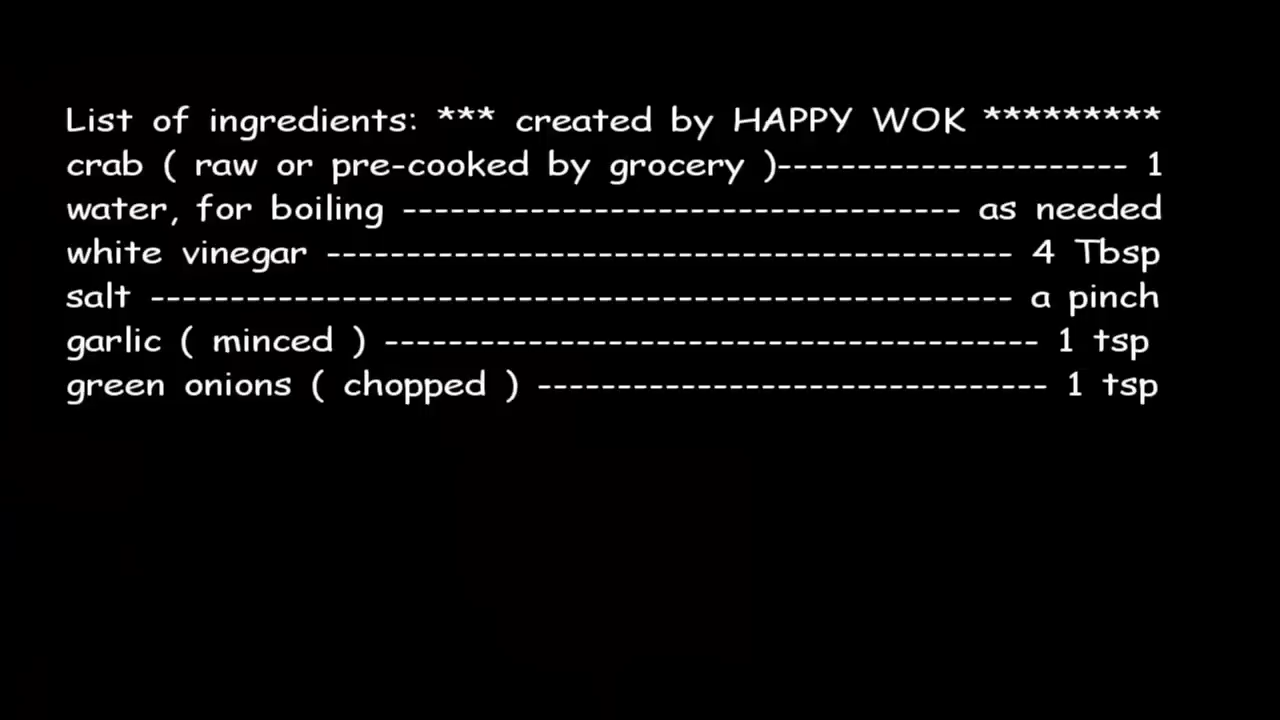 List of ingredients: *** created by HAPPY WOK *********
crab ( raw or pre-cooked by grocery )---------------------- 1
water, for boiling ----------------------------------- as needed
white vinegar ------------------------------------------- 4 Tbsp
salt ------------------------------------------------------ a pinch
garlic ( minced ) ----------------------------------------- 1 tsp
green onions ( chopped ) -------------------------------- 1 tsp